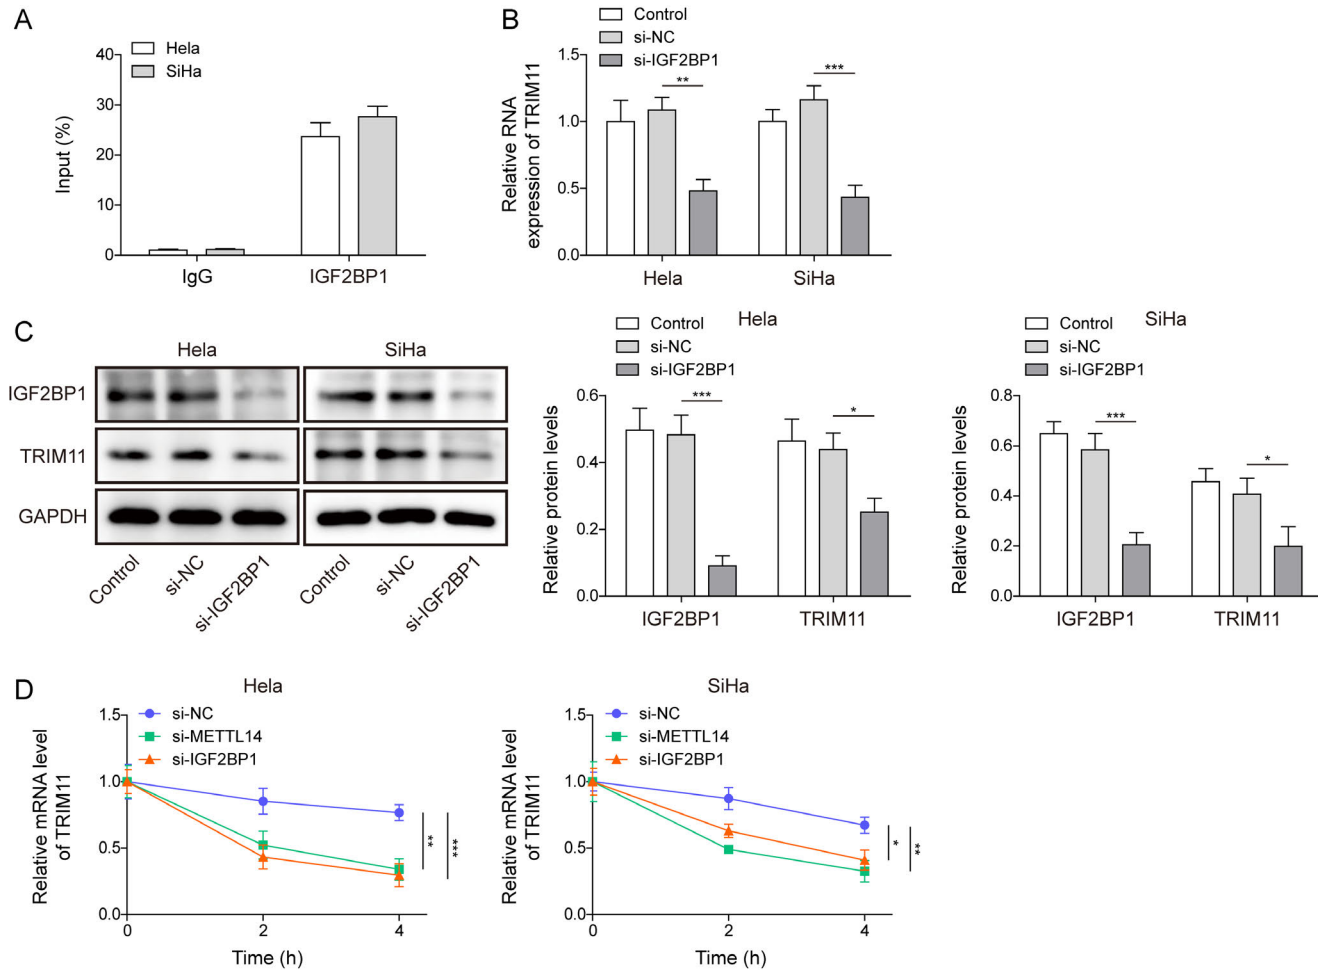 A
Hela
SiHa
Input (%)
40
30
20
10
0
IgG
IGF2BP1
B
Control
si-NC
si-IGF2BP1
Relative RNA
expression of TRIM11
1.5
1.0
0.5
0.0
**
***
Hela
SiHa
C
Hela
SiHa
IGF2BP1
TRIM11
GAPDH
Control
si-NC
si-IGF2BP1
Control
si-NC
si-IGF2BP1
Hela
Control
si-NC
si-IGF2BP1
Relative protein levels
0.6
0.4
0.2
0.0
***
*
IGF2BP1
TRIM11
SiHa
Control
si-NC
si-IGF2BP1
Relative protein levels
0.8
0.6
0.4
0.2
0.0
***
*
IGF2BP1
TRIM11
D
Hela
si-NC
si-METTL14
si-IGF2BP1
Relative mRNA level
of TRIM11
1.5
1.0
0.5
0.0
**
***
0
2
4
Time (h)
SiHa
si-NC
si-METTL14
si-IGF2BP1
Relative mRNA level
of TRIM11
1.5
1.0
0.5
0.0
*
**
0
2
4
Time (h)